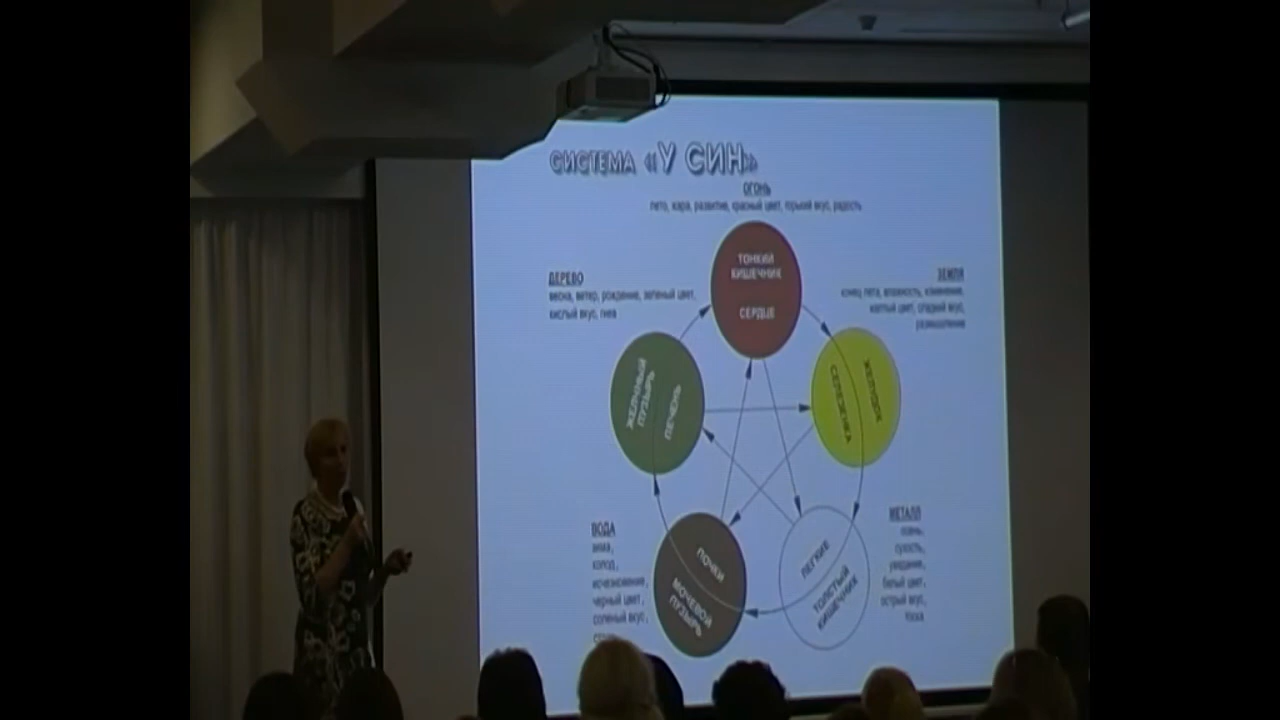 СИСТЕМА «У СИН»
ОГОНЬ
лето, жара, развитие, красный цвет, горький вкус, радость
ТОНКИЙ
КИШЕЧНИК
СЕРДЦЕ
ДЕРЕВО
весна, ветер, рождение, зеленый цвет,
кислый вкус, гнев
ЗЕМЛЯ
конец лета, влажность, изменение,
желтый цвет, сладкий вкус,
размышление
ЖЕЛЧНЫЙ
ПУЗЫРЬ
ПЕЧЕНЬ
ЖЕЛУДОК
СЕЛЕЗЕНКА
ВОДА
зима,
холод,
исчезновение,
черный цвет,
соленый вкус,
ПОЧКИ
МОЧЕВОЙ
ПУЗЫРЬ
ЛЕГКИЕ
ТОЛСТЫЙ
КИШЕЧНИК
МЕТАЛЛ
осень,
сухость,
увядание,
белый цвет,
острый вкус,
тоска